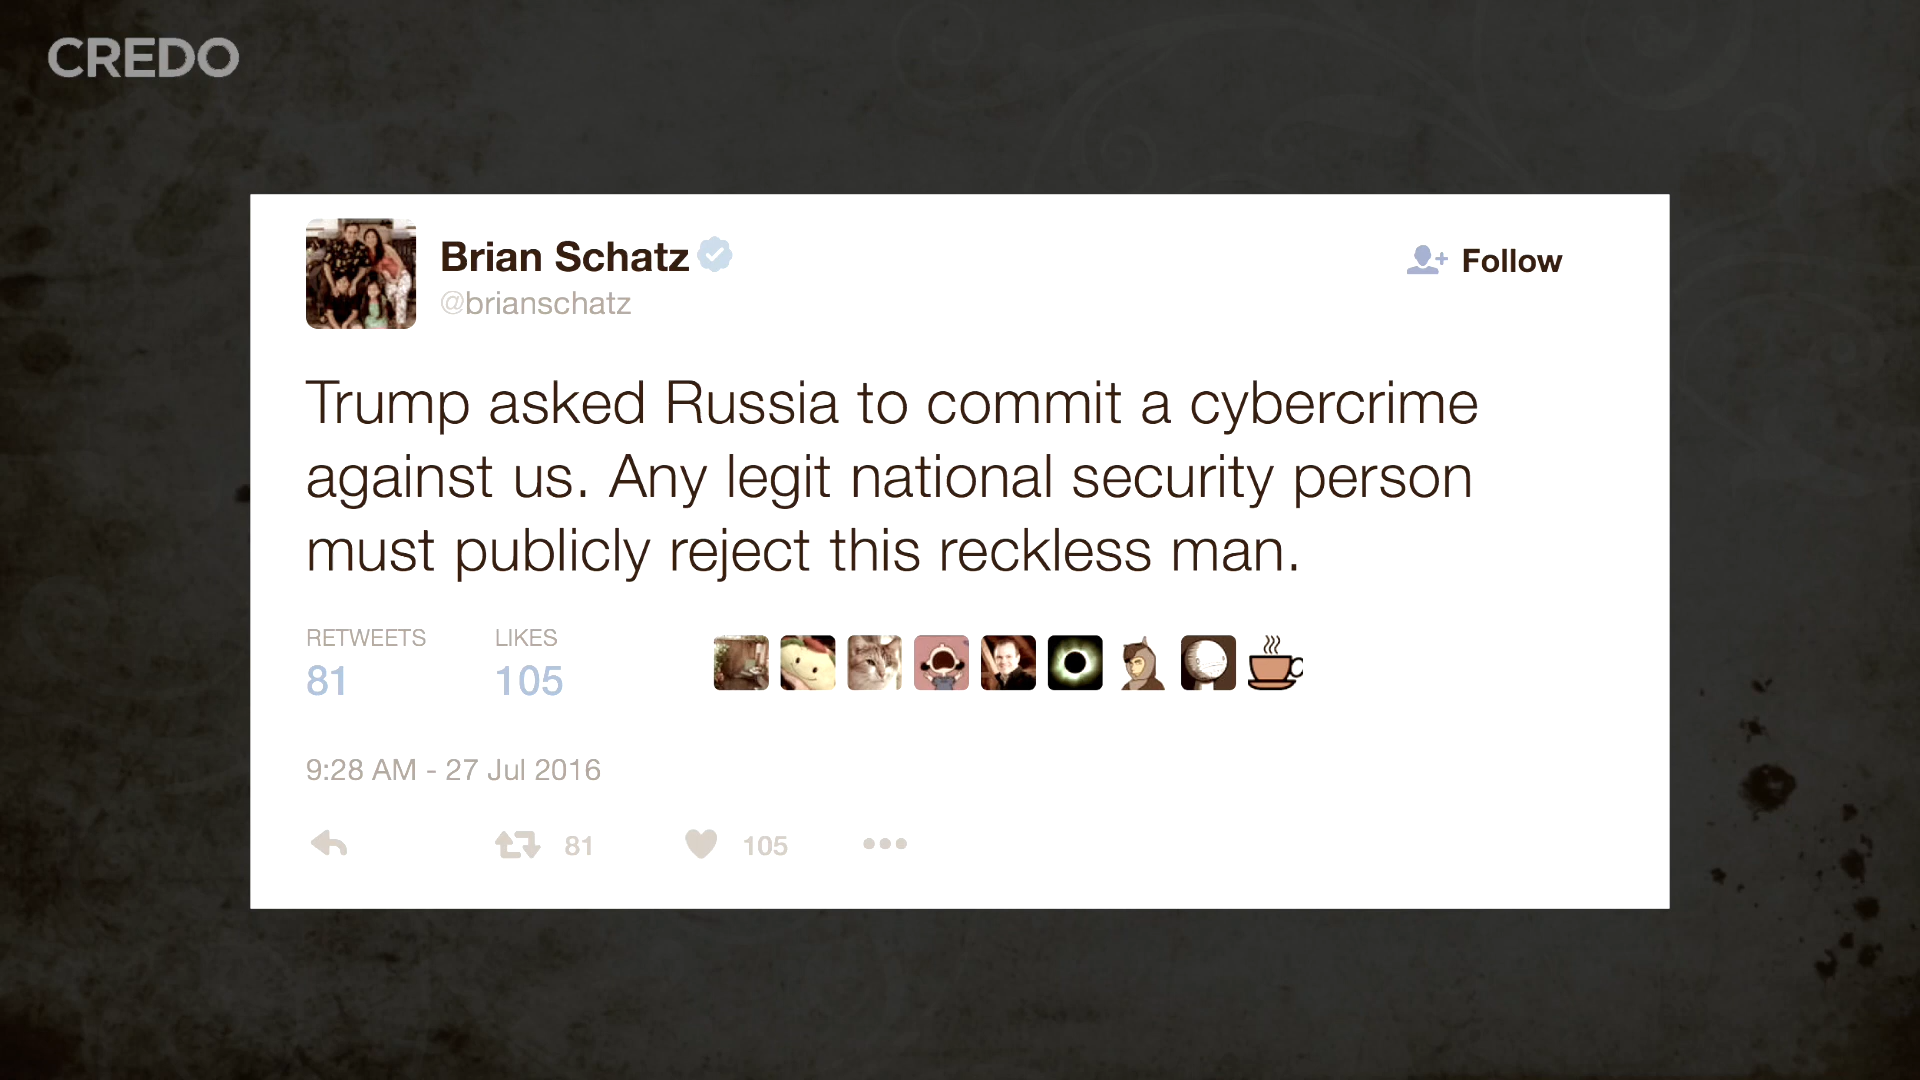 CREDO
Brian Schatz
@brianschatz
Follow
Trump asked Russia to commit a cybercrime
against us. Any legit national security person
must publicly reject this reckless man.
RETWEETS LIKES
81 105
9:28 AM - 27 Jul 2016
81 105